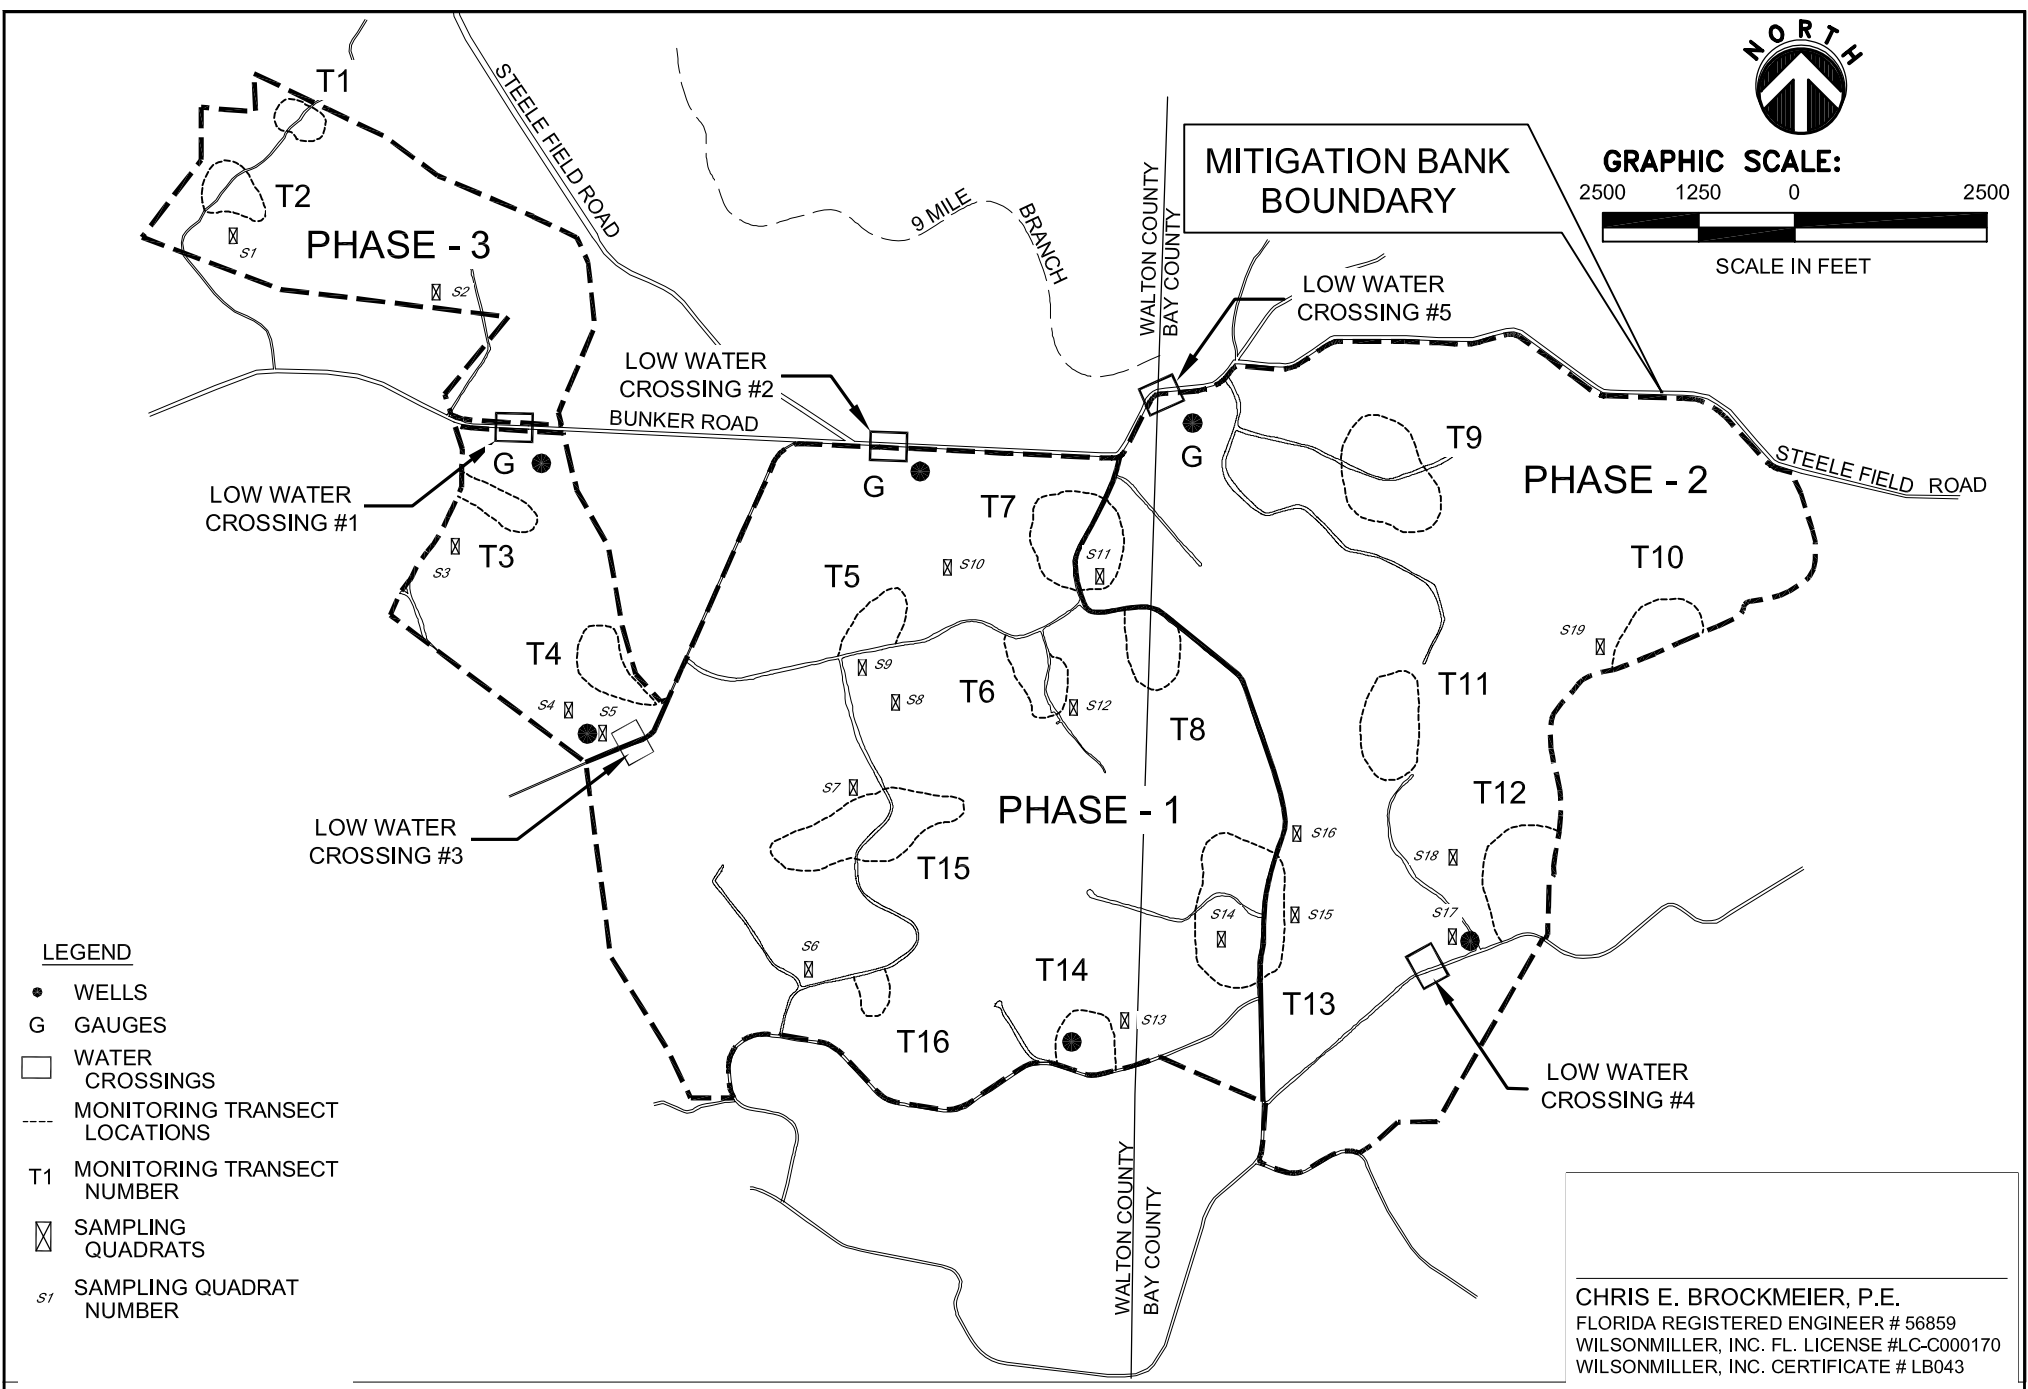 NORTH
GRAPHIC SCALE:
2500 1250 0 2500
SCALE IN FEET
MITIGATION BANK
BOUNDARY
T1
T2
S1
PHASE - 3
S2
STEELE FIELD ROAD
9 MILE
BRANCH
WALTON COUNTY
BAY COUNTY
LOW WATER
CROSSING #5
LOW WATER
CROSSING #2
BUNKER ROAD
G
G
G
LOW WATER
CROSSING #1
T3
S3
T7
S10
S11
T9
PHASE - 2
STEELE FIELD ROAD
T5
T10
S19
T4
S4
S5
S9
S8
T6
S12
T8
T11
S7
PHASE - 1
T12
LOW WATER
CROSSING #3
T15
S16
S18
S14
S15
S17
S6
T14
T13
S13
T16
LOW WATER
CROSSING #4
WALTON COUNTY
BAY COUNTY
LEGEND
WELLS
G GAUGES
WATER
CROSSINGS
MONITORING TRANSECT
LOCATIONS
T1 MONITORING TRANSECT
NUMBER
SAMPLING
QUADRATS
S1 SAMPLING QUADRAT
NUMBER
CHRIS E. BROCKMEIER, P.E.
FLORIDA REGISTERED ENGINEER # 56859
WILSONMILLER, INC. FL. LICENSE #LC-C000170
WILSONMILLER, INC. CERTIFICATE # LB043